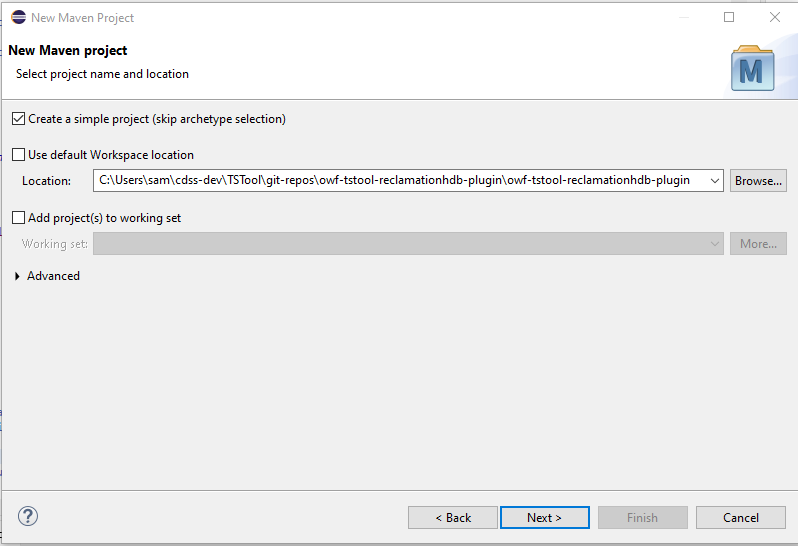 New Maven Project
New Maven project
Select project name and location
M
Create a simple project (skip archetype selection)
Use default Workspace location
Location: C:\Users\sam\cdss-dev\TSTool\git-repos\owf-tstool-reclamationhdb-plugin\owf-tstool-reclamationhdb-plugin Browse...
Add project(s) to working set
Working set: More...
Advanced
? < Back Next > Finish Cancel